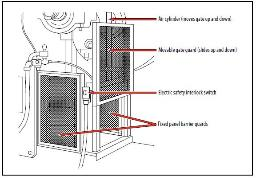 Air cylinder (moves gate up and down)
Movable gate guard (slides up and down)
Electric safety interlock switch
Fixed panel barrier guards